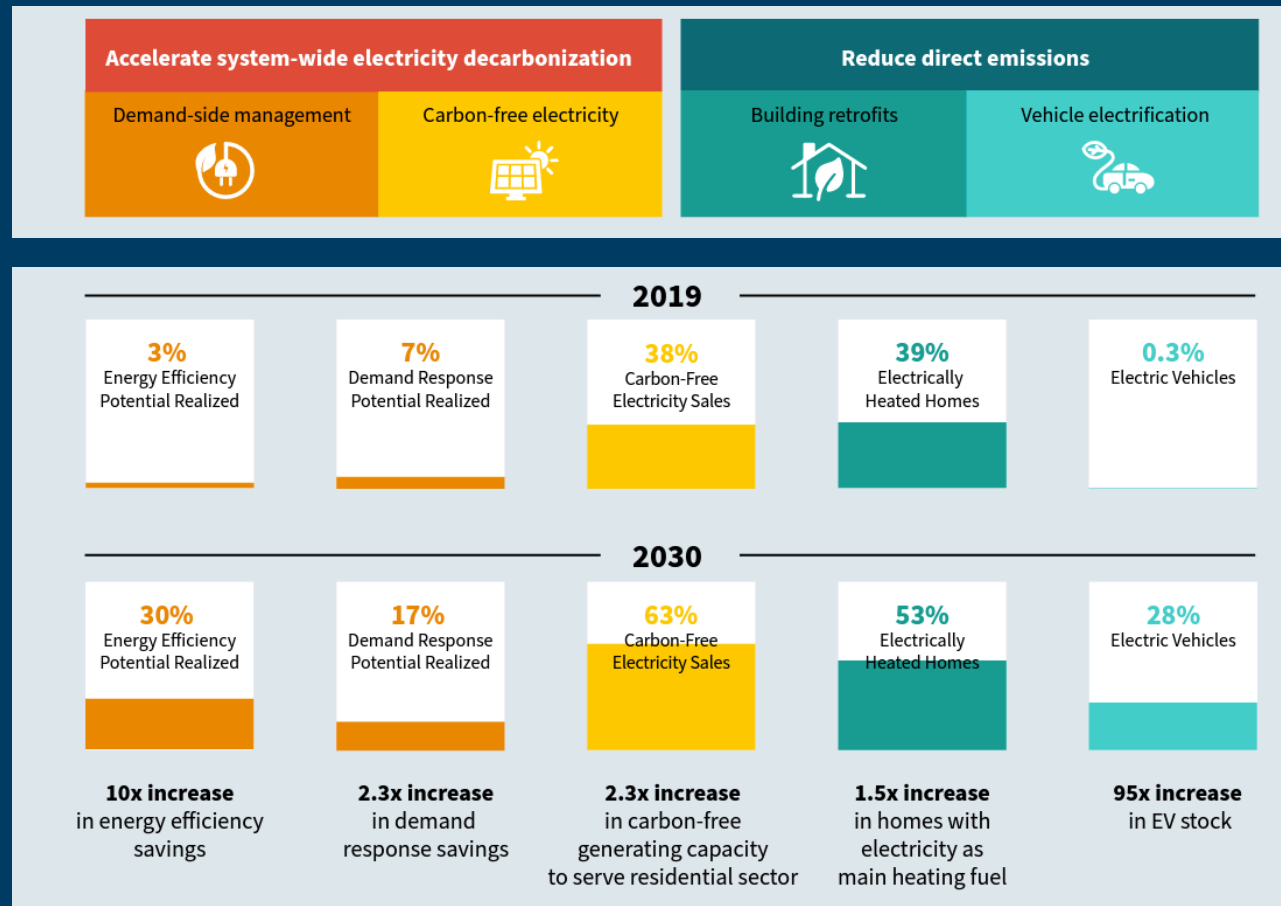 Accelerate system-wide electricity decarbonization
Demand-side management
Carbon-free electricity
Reduce direct emissions
Building retrofits
Vehicle electrification
2019
3%
Energy Efficiency
Potential Realized
7%
Demand Response
Potential Realized
38%
Carbon-Free
Electricity Sales
39%
Electrically
Heated Homes
0.3%
Electric Vehicles
2030
30%
Energy Efficiency
Potential Realized
17%
Demand Response
Potential Realized
63%
Carbon-Free
Electricity Sales
53%
Electrically
Heated Homes
28%
Electric Vehicles
10x increase
in energy efficiency
savings
2.3x increase
in demand
response savings
2.3x increase
in carbon-free
generating capacity
to serve residential sector
1.5x increase
in homes with
electricity as
main heating fuel
95x increase
in EV stock